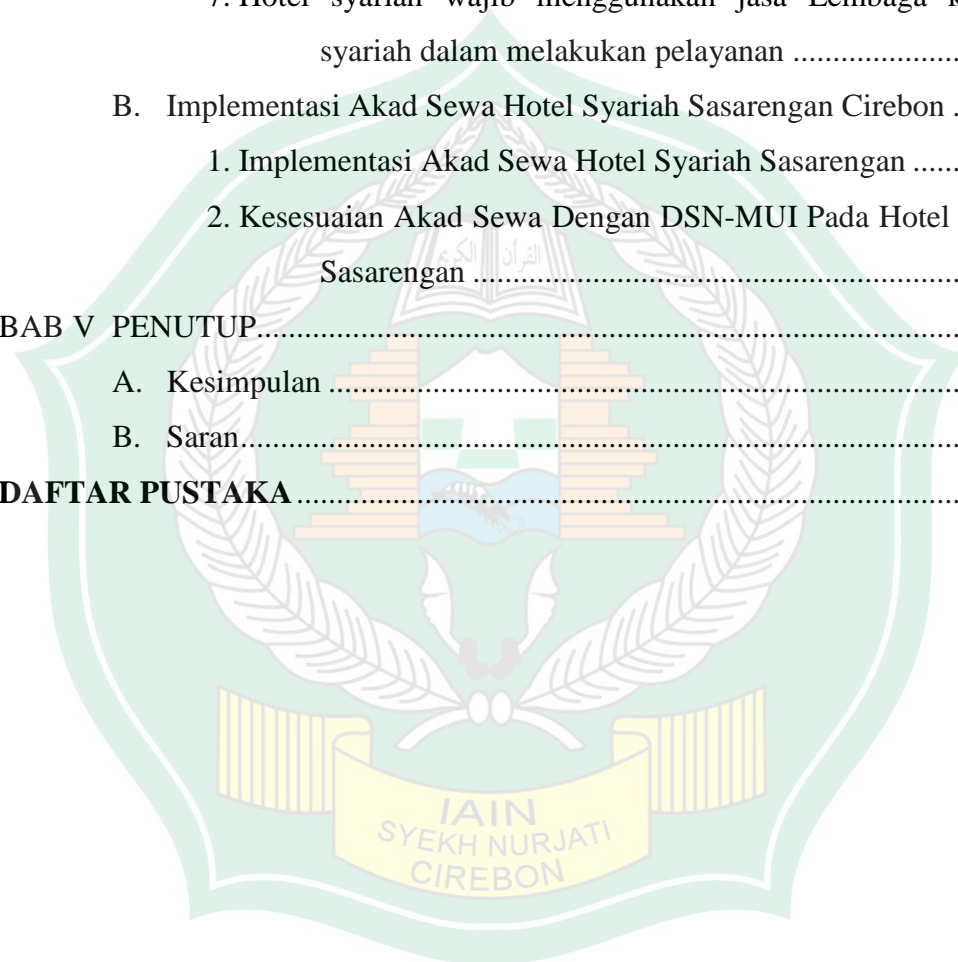 7. Hotel syariah wajib menggunakan jasa Lembaga k
syariah dalam melakukan pelayanan ....................
B. Implementasi Akad Sewa Hotel Syariah Sasarengan Cirebon .
1. Implementasi Akad Sewa Hotel Syariah Sasarengan ......
2. Kesesuaian Akad Sewa Dengan DSN-MUI Pada Hotel
Sasarengan .............................................................
BAB V PENUTUP.......................................................................................
A. Kesimpulan ...............................................................................
B. Saran..........................................................................................
DAFTAR PUSTAKA ..................................................................................
القرآن الكريم
IAIN
SYEKH NURJATI
CIREBON